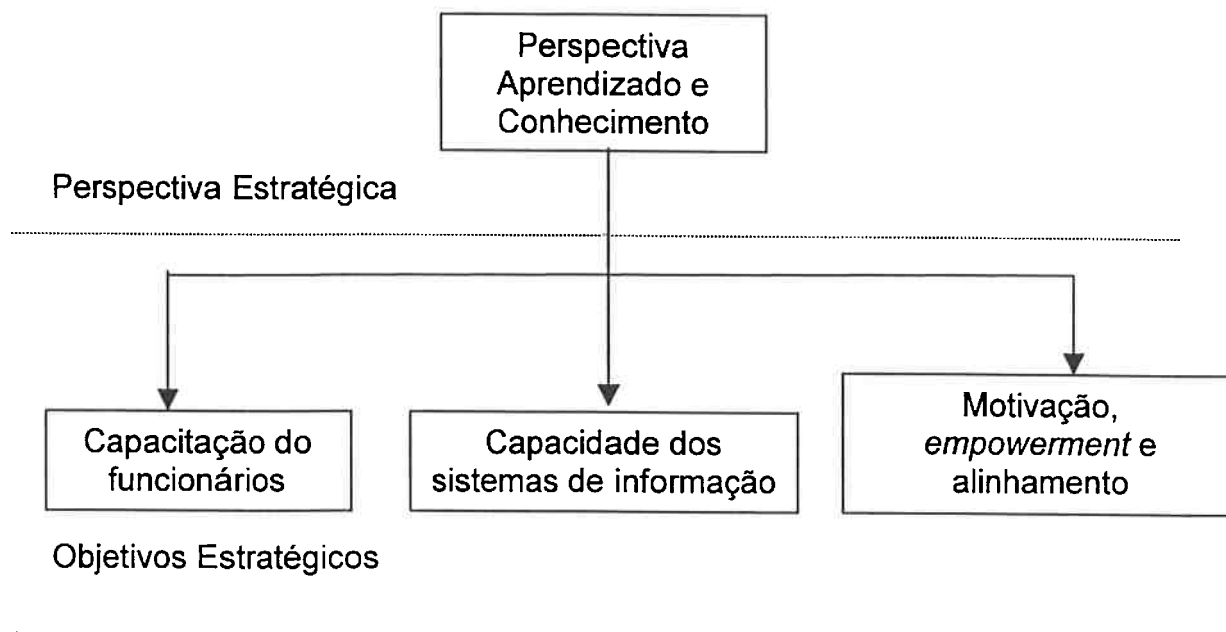 Perspectiva
Aprendizado e
Conhecimento
Perspectiva Estratégica
Capacitação do
funcionários
Capacidade dos
sistemas de informação
Motivação,
empowerment e
alinhamento
Objetivos Estratégicos